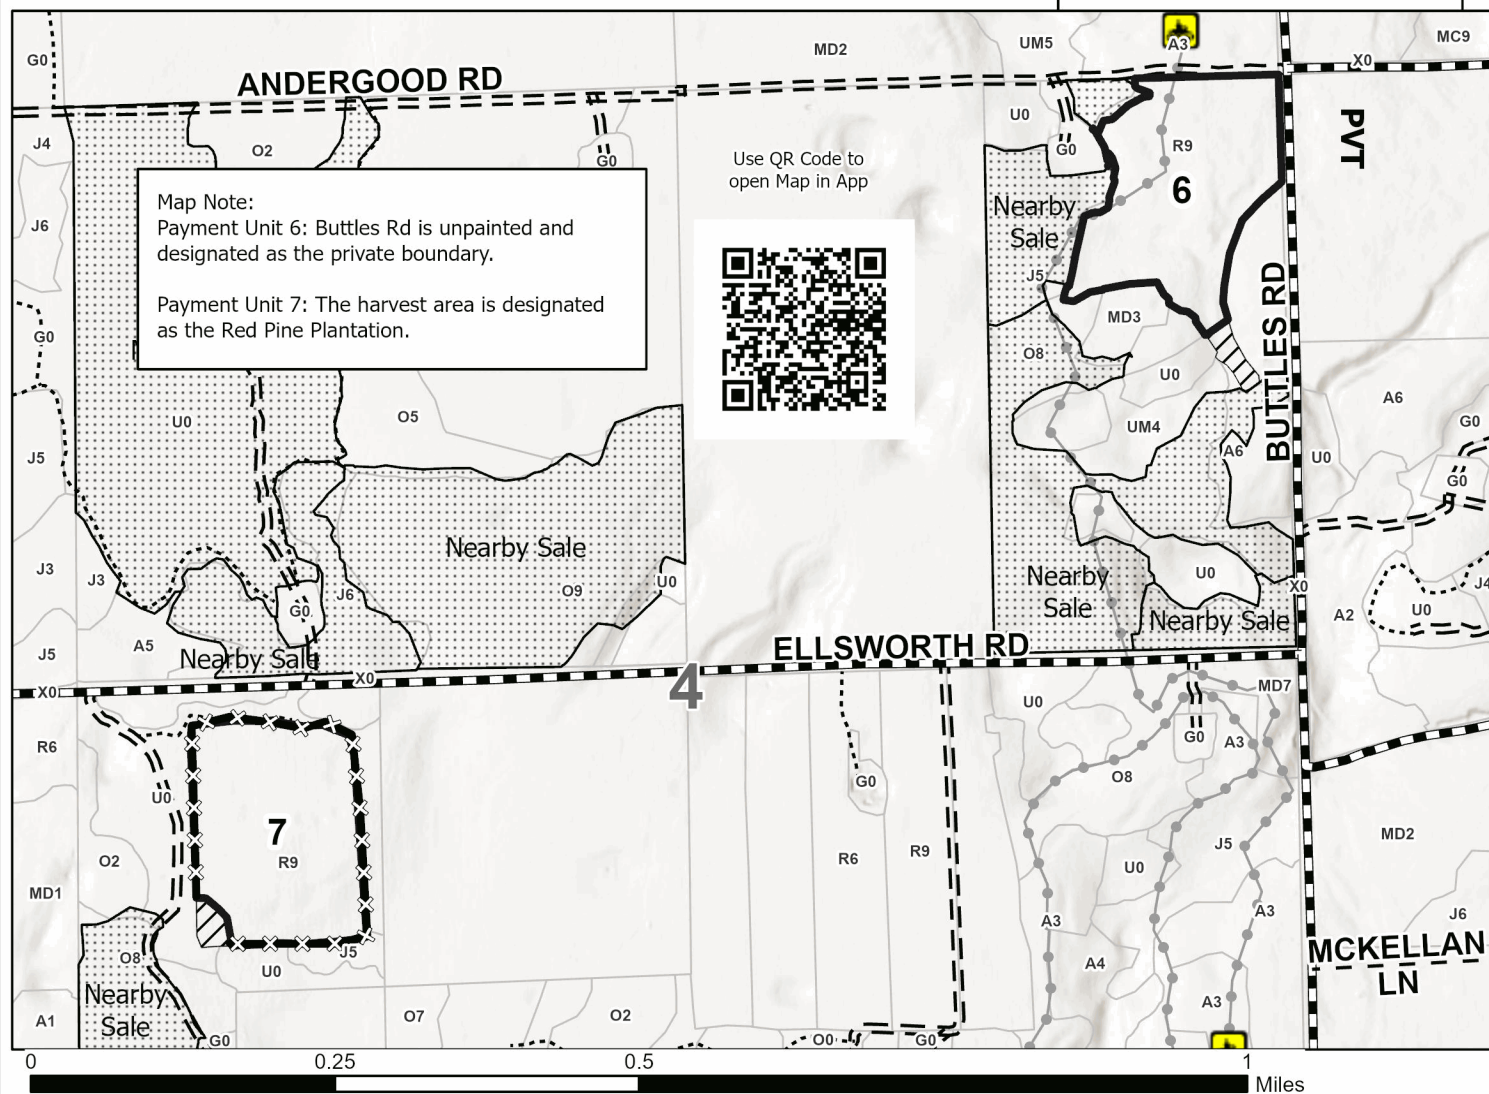 G0
MD2
UM5
A3
MC9
X0
ANDERGOOD RD
J4
O2
G0
U0
G0
R9
PVT
Use QR Code to
open Map in App
6
Map Note:
Payment Unit 6: Buttles Rd is unpainted and
designated as the private boundary.
Payment Unit 7: The harvest area is designated
as the Red Pine Plantation.
J6
Nearby
Sale
J5
G0
MD3
O8
U0
BUTTLES RD
A6
U0
O5
UM4
A6
G0
J5
U0
G0
Nearby Sale
J3
J3
J6
O9
U0
G0
Nearby
Sale
U0
X0
J4
U0
A2
Nearby Sale
A5
J5
Nearby Sale
ELLSWORTH RD
X0
X0
4
U0
MD7
R6
G0
A3
O8
U0
G0
7
R9
O2
R6
R9
U0
J5
MD2
MD1
A3
A3
J6
O8
J5
U0
A4
MCKELLAN
LN
Nearby
Sale
A3
A1
O7
O2
G0
O0
G0
0
0.25
0.5
1
Miles